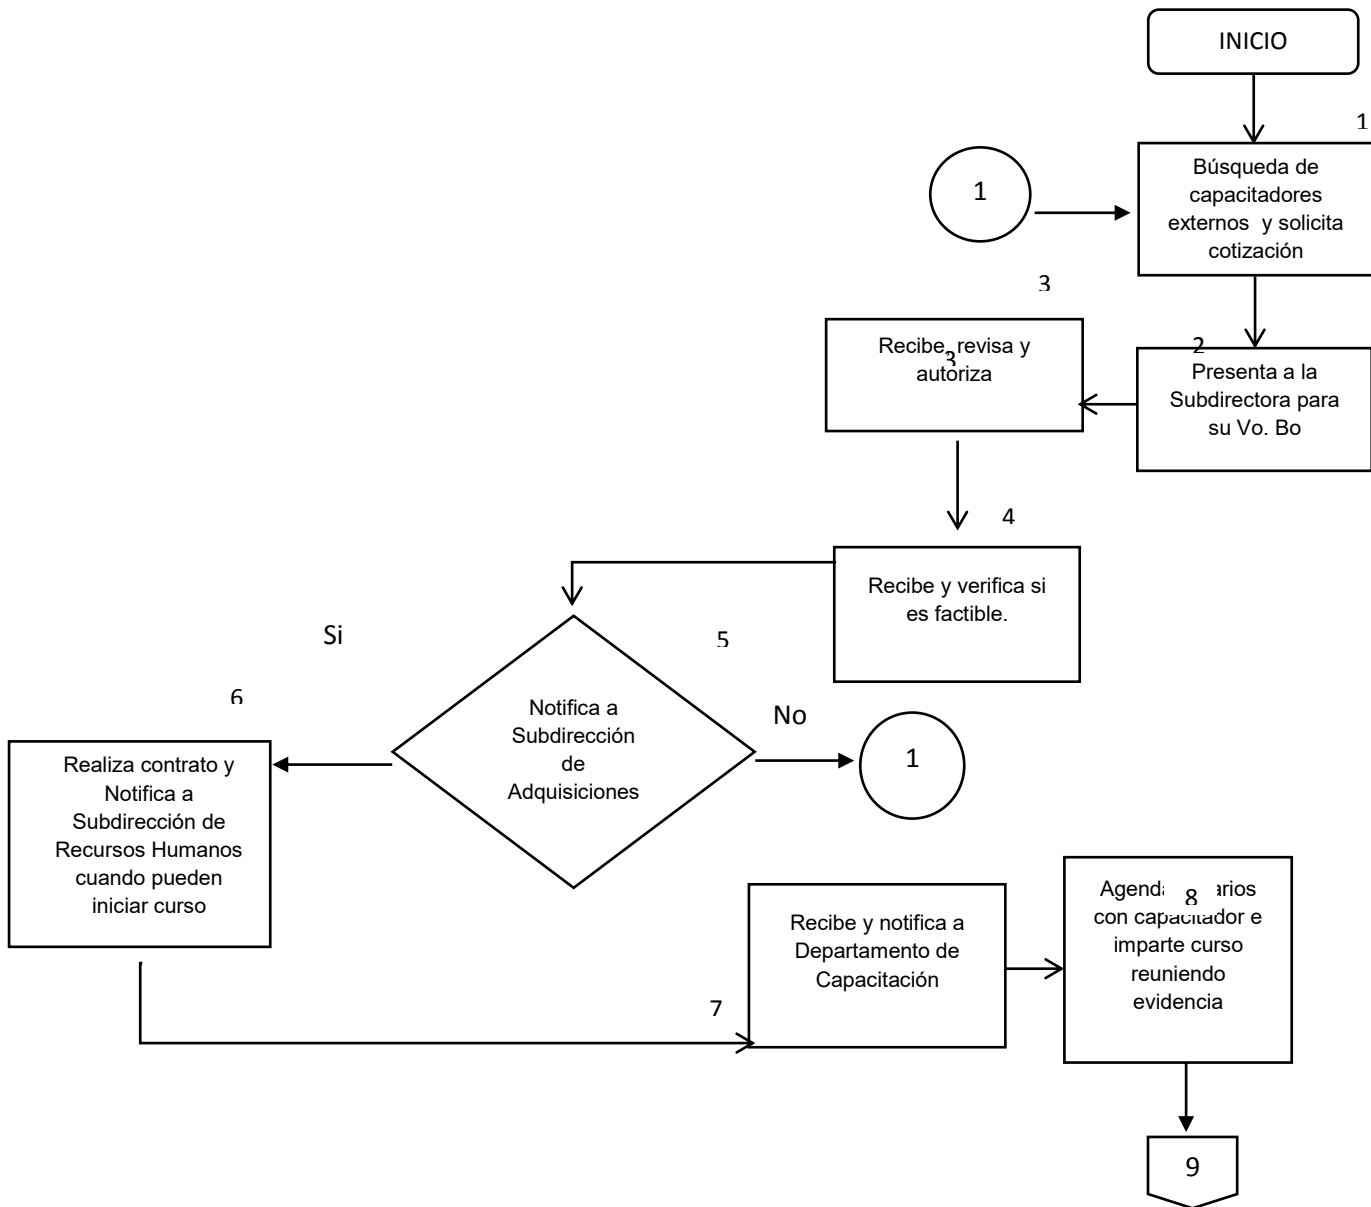 INICIO
1
Búsqueda de
capacitadores
externos y solicita
cotización
1
3
Recibe, revisa y
3
autoriza
2
Presenta a la
Subdirectora para
su Vo. Bo
4
Recibe y verifica si
es factible.
Si
5
Notifica a
Subdirección
de
Adquisiciones
No
1
6
Realiza contrato y
Notifica a
Subdirección de
Recursos Humanos
cuando pueden
iniciar curso
7
Recibe y notifica a
Departamento de
Capacitación
8
con capacitador e
imparte curso
reuniendo
evidencia
9